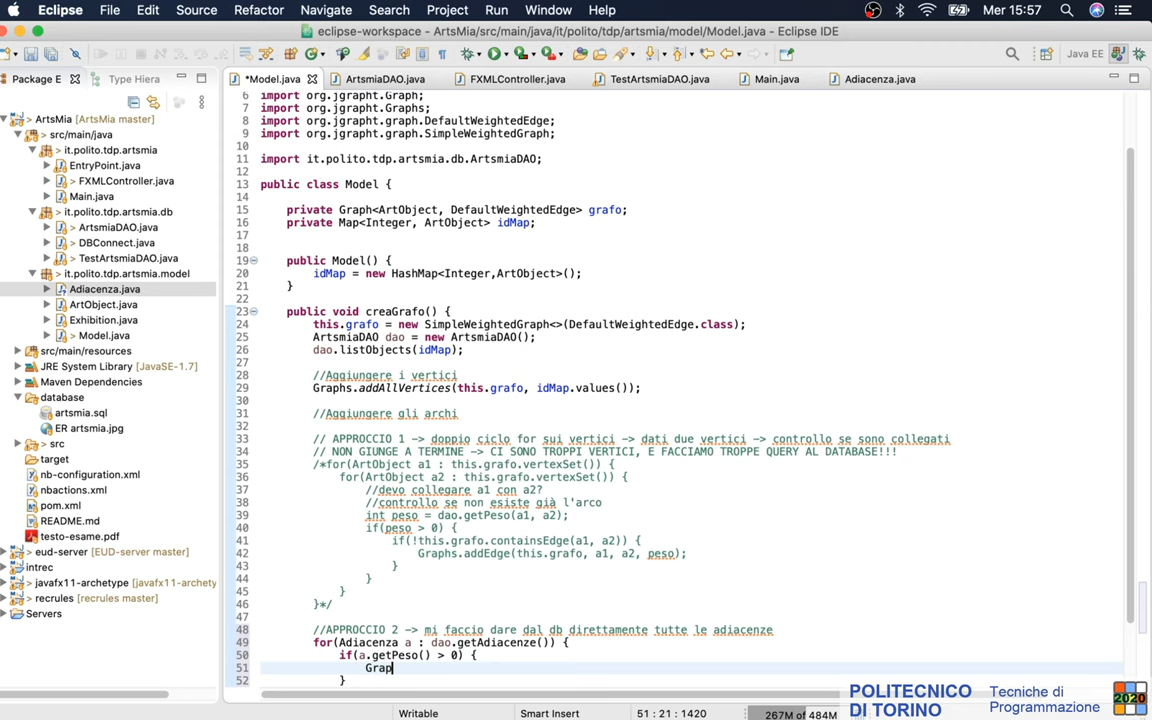 Eclipse File Edit Source Refactor Navigate Search Project Run Window Help Mer 15:57
eclipse-workspace - ArtsMia/src/main/java/it/polito/tdp/artsmia/model/Model.java - Eclipse IDE
Java EE
Package E Type Hiera
*Model.java ArtsmiaDAO.java FXMLController.java TestArtsmiaDAO.java Main.java Adiacenza.java
ArtsMia [ArtsMia master]
src/main/java
it.polito.tdp.artsmia
EntryPoint.java
> FXMLController.java
Main.java
it.polito.tdp.artsmia.db
ArtsmiaDAO.java
> DBConnect.java
> TestArtsmiaDAO.java
it.polito.tdp.artsmia.model
Adiacenza.java
ArtObject.java
Exhibition.java
> Model.java
src/main/resources
JRE System Library [JavaSE-1.7]
Maven Dependencies
database
artsmia.sql
ER artsmia.jpg
> src
target
nb-configuration.xml
nbactions.xml
pom.xml
README.md
testo-esame.pdf
eud-server [EUD-server master]
intrec
> javafx11-archetype [javafx11-archety
> recrules [recrules master]
Servers
6 import org.jgrapht.Graph;
7 import org.jgrapht.Graphs;
8 import org.jgrapht.graph.DefaultWeightedEdge;
9 import org.jgrapht.graph.SimpleWeightedGraph;
10
11 import it.polito.tdp.artsmia.db.ArtsmiaDAO;
12
13 public class Model {
14
15 private Graph<ArtObject, DefaultWeightedEdge> grafo;
16 private Map<Integer, ArtObject> idMap;
17
18
19 public Model() {
20 idMap = new HashMap<Integer,ArtObject>();
21 }
22
23 public void creaGrafo() {
24 this.grafo = new SimpleWeightedGraph<>(DefaultWeightedEdge.class);
25 ArtsmiaDAO dao = new ArtsmiaDAO();
26 dao.listObjects(idMap);
27
28 //Aggiungere i vertici
29 Graphs.addAllVertices(this.grafo, idMap.values());
30
31 //Aggiungere gli archi
32
33 // APPROCCIO 1 -> doppio ciclo for sui vertici -> dati due vertici -> controllo se sono collegati
34 // NON GIUNGE A TERMINE -> CI SONO TROPPI VERTICI, E FACCIAMO TROPPE QUERY AL DATABASE!!!
35 /*for(ArtObject a1 : this.grafo.vertexSet()) {
36 for(ArtObject a2 : this.grafo.vertexSet()) {
37 //devo collegare a1 con a2?
38 //controllo se non esiste già l'arco
39 int peso = dao.getPeso(a1, a2);
40 if(peso > 0) {
41 if(!this.grafo.containsEdge(a1, a2)) {
42 Graphs.addEdge(this.grafo, a1, a2, peso);
43 }
44 }
45 }
46 }*/
47
48 //APPROCCIO 2 -> mi faccio dare dal db direttamente tutte le adiacenze
49 for(Adiacenza a : dao.getAdiacenze()) {
50 if(a.getPeso() > 0) {
51 Grap
52 }
Writable Smart Insert 51 : 21 : 1420 267M of 484M
POLITECNICO
DI TORINO
Tecniche di
Programmazione
2020